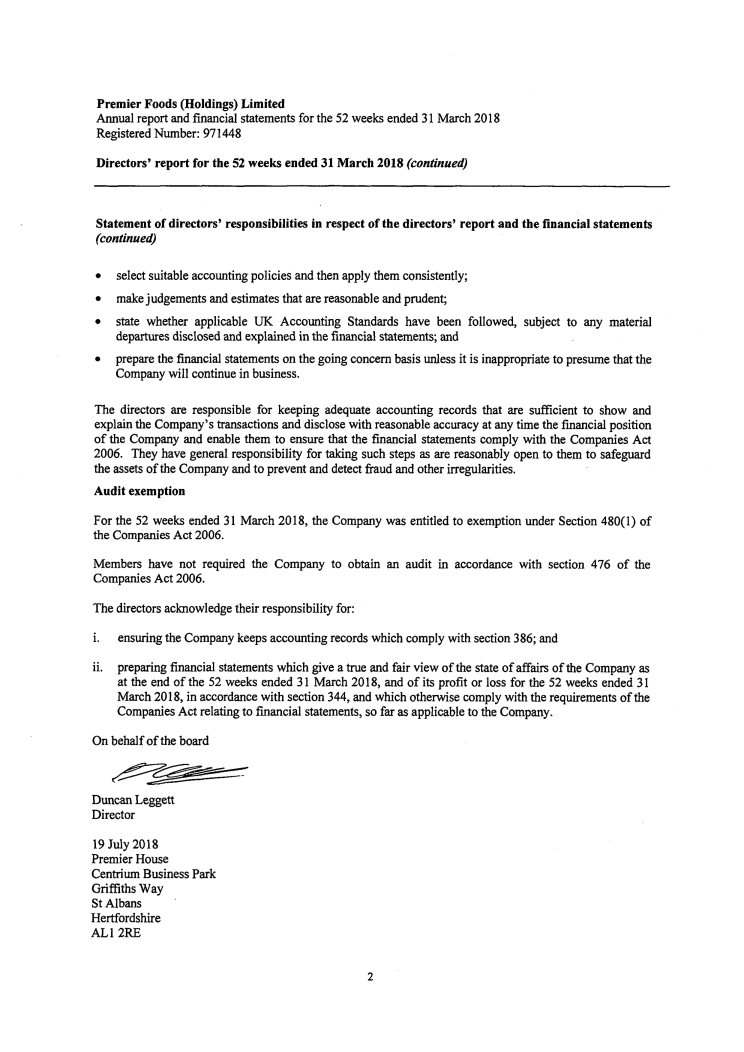 Premier Foods (Holdings) Limited
Annual report and financial statements for the 52 weeks ended 31 March 2018
Registered Number: 971448
Directors' report for the 52 weeks ended 31 March 2018 (continued)
Statement of directors' responsibilities in respect of the directors' report and the financial statements
(continued)
• select suitable accounting policies and then apply them consistently;
• make judgements and estimates that are reasonable and prudent;
• state whether applicable UK Accounting Standards have been followed, subject to any material
departures disclosed and explained in the financial statements; and
• prepare the financial statements on the going concern basis unless it is inappropriate to presume that the
Company will continue in business.
The directors are responsible for keeping adequate accounting records that are sufficient to show and
explain the Company's transactions and disclose with reasonable accuracy at any time the financial position
of the Company and enable them to ensure that the financial statements comply with the Companies Act
2006. They have general responsibility for taking such steps as are reasonably open to them to safeguard
the assets of the Company and to prevent and detect fraud and other irregularities.
Audit exemption
For the 52 weeks ended 31 March 2018, the Company was entitled to exemption under Section 480(1) of
the Companies Act 2006.
Members have not required the Company to obtain an audit in accordance with section 476 of the
Companies Act 2006.
The directors acknowledge their responsibility for:
i. ensuring the Company keeps accounting records which comply with section 386; and
ii. preparing financial statements which give a true and fair view of the state of affairs of the Company as
at the end of the 52 weeks ended 31 March 2018, and of its profit or loss for the 52 weeks ended 31
March 2018, in accordance with section 344, and which otherwise comply with the requirements of the
Companies Act relating to financial statements, so far as applicable to the Company.
On behalf of the board
Duncan Leggett
Director
19 July 2018
Premier House
Centrium Business Park
Griffiths Way
St Albans
Hertfordshire
AL1 2RE
2